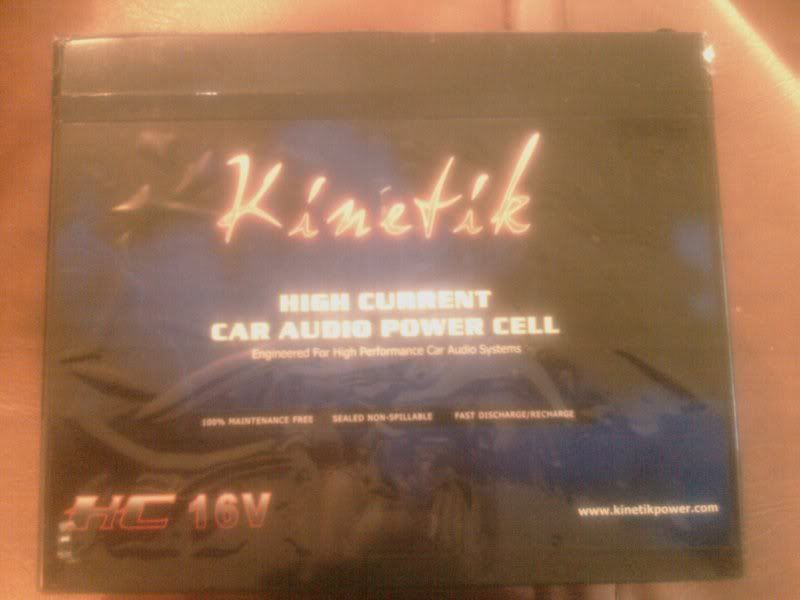 Kinetik
HIGH CURRENT
CAR AUDIO POWER CELL
Engineered For High Performance Car Audio Systems
100% MAINTENANCE FREE SEALED NON-SPILLABLE FAST DISCHARGE/RECHARGE
HC 16V
www.kinetikpower.com